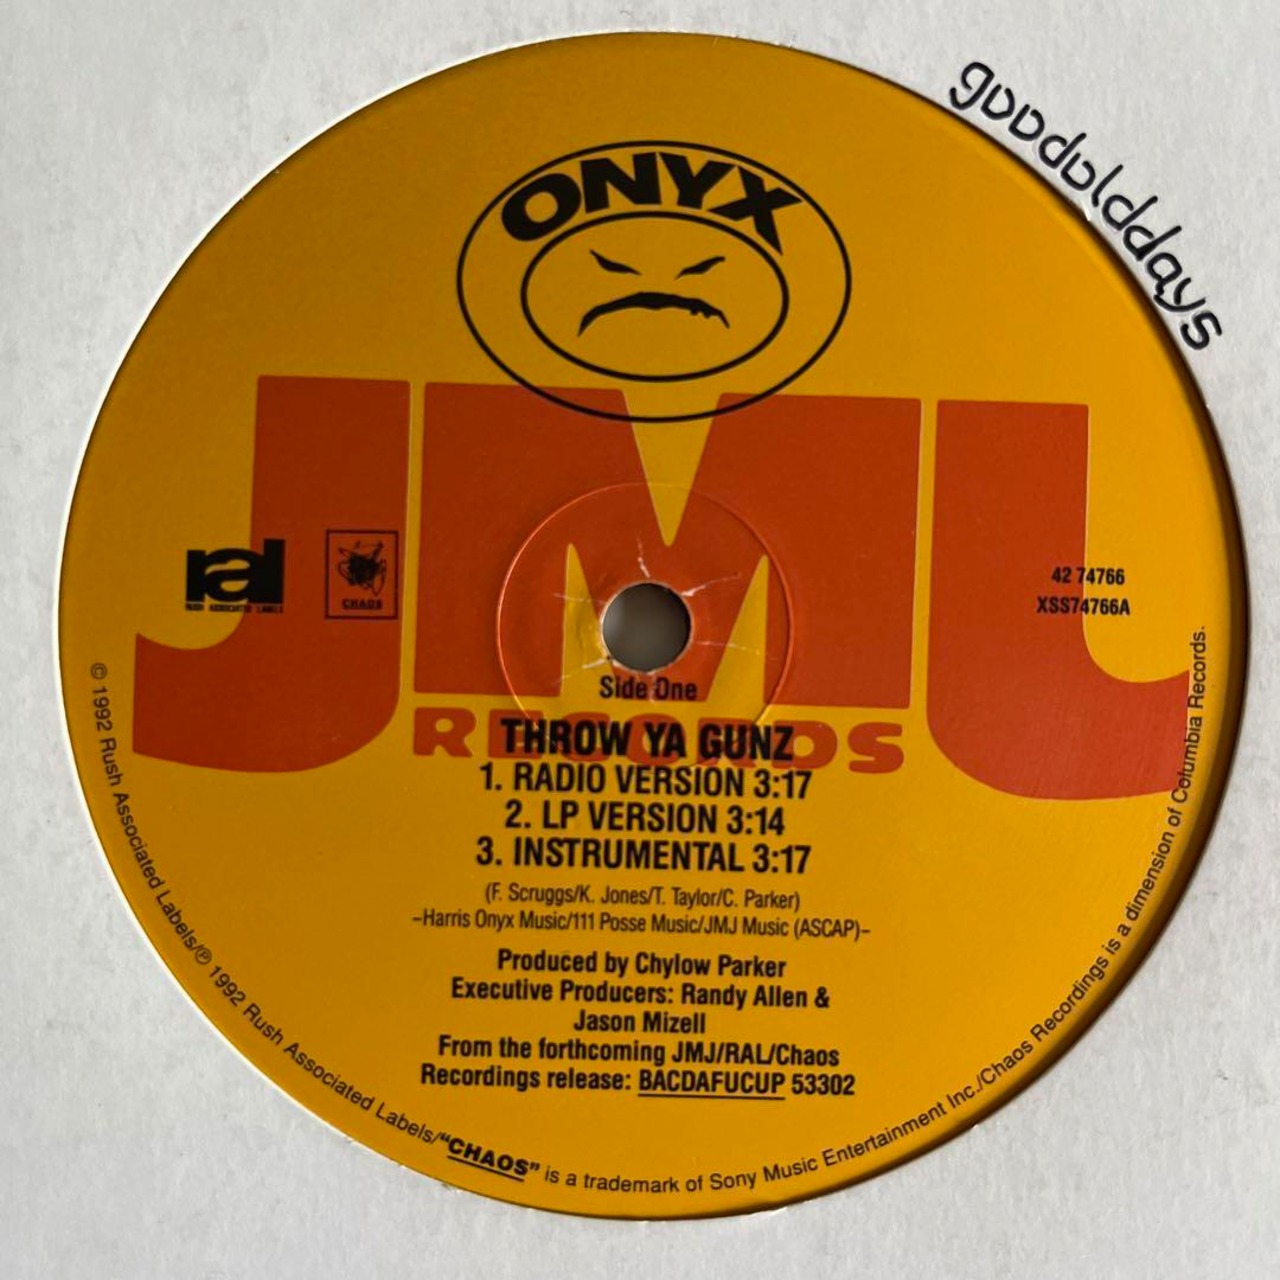 goodolddays
ONYX
JMJ
RECORDS
ral
RUSH ASSOCIATED LABELS
CHAOS
42 74766
XSS74766A
Side One
THROW YA GUNZ
1. RADIO VERSION 3:17
2. LP VERSION 3:14
3. INSTRUMENTAL 3:17
(F. Scruggs/K. Jones/T. Taylor/C. Parker)
–Harris Onyx Music/111 Posse Music/JMJ Music (ASCAP)–
Produced by Chylow Parker
Executive Producers: Randy Allen &
Jason Mizell
From the forthcoming JMJ/RAL/Chaos
Recordings release: BACDAFUCUP 53302
© 1992 Rush Associated Labels/℗ 1992 Rush Associated Labels/"CHAOS" is a trademark of Sony Music Entertainment Inc./Chaos Recordings is a dimension of Columbia Records.